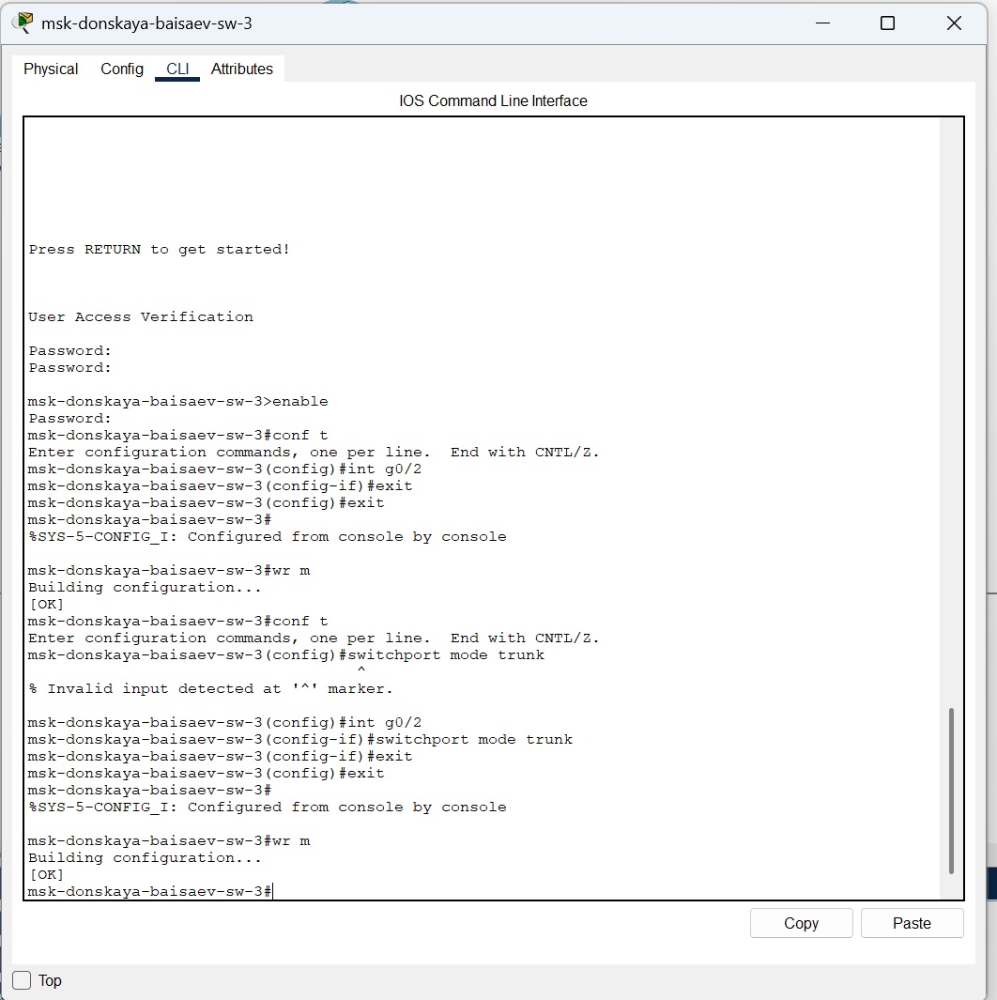 msk-donskaya-baisaev-sw-3
Physical Config CLI Attributes
IOS Command Line Interface
Press RETURN to get started!
User Access Verification
Password:
Password:
msk-donskaya-baisaev-sw-3>enable
Password:
msk-donskaya-baisaev-sw-3#conf t
Enter configuration commands, one per line.  End with CNTL/Z.
msk-donskaya-baisaev-sw-3(config)#int g0/2
msk-donskaya-baisaev-sw-3(config-if)#exit
msk-donskaya-baisaev-sw-3(config)#exit
msk-donskaya-baisaev-sw-3#
%SYS-5-CONFIG_I: Configured from console by console
msk-donskaya-baisaev-sw-3#wr m
Building configuration...
[OK]
msk-donskaya-baisaev-sw-3#conf t
Enter configuration commands, one per line.  End with CNTL/Z.
msk-donskaya-baisaev-sw-3(config)#switchport mode trunk
^
% Invalid input detected at '^' marker.
msk-donskaya-baisaev-sw-3(config)#int g0/2
msk-donskaya-baisaev-sw-3(config-if)#switchport mode trunk
msk-donskaya-baisaev-sw-3(config-if)#exit
msk-donskaya-baisaev-sw-3(config)#exit
msk-donskaya-baisaev-sw-3#
%SYS-5-CONFIG_I: Configured from console by console
msk-donskaya-baisaev-sw-3#wr m
Building configuration...
[OK]
msk-donskaya-baisaev-sw-3#
Copy Paste
Top